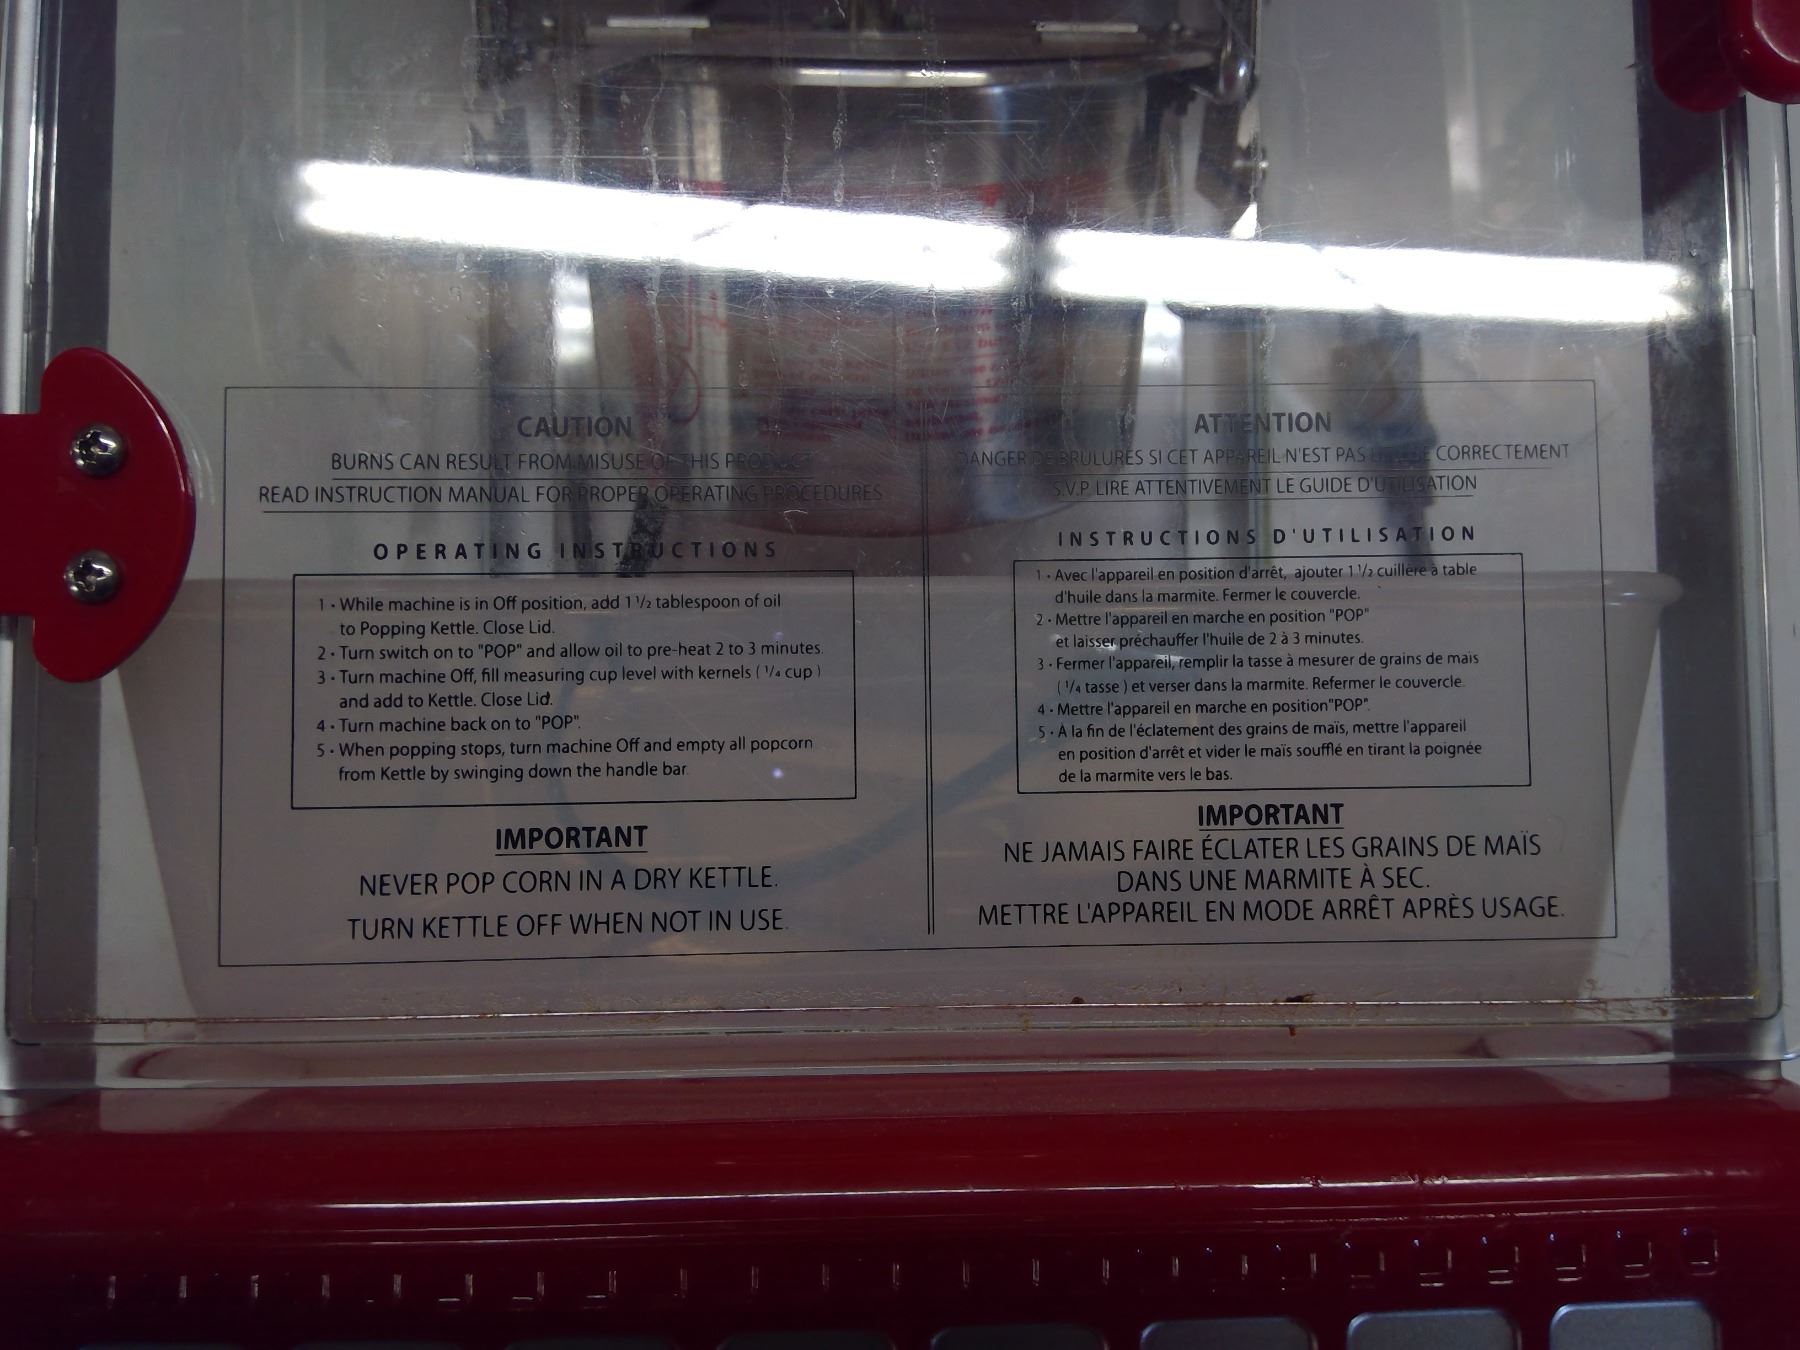 CAUTION
BURNS CAN RESULT FROM MISUSE OF THIS PRODUCT
READ INSTRUCTION MANUAL FOR PROPER OPERATING PROCEDURES
OPERATING INSTRUCTIONS
1 · While machine is in Off position, add 1 1/2 tablespoon of oil
to Popping Kettle. Close Lid.
2 · Turn switch on to "POP" and allow oil to pre-heat 2 to 3 minutes.
3 · Turn machine Off, fill measuring cup level with kernels ( 1/4 cup )
and add to Kettle. Close Lid.
4 · Turn machine back on to "POP".
5 · When popping stops, turn machine Off and empty all popcorn
from Kettle by swinging down the handle bar.
IMPORTANT
NEVER POP CORN IN A DRY KETTLE.
TURN KETTLE OFF WHEN NOT IN USE.
ATTENTION
DANGER DE BRULURES SI CET APPAREIL N'EST PAS CORRECTEMENT
S.V.P. LIRE ATTENTIVEMENT LE GUIDE D'UTILISATION
INSTRUCTIONS D'UTILISATION
1 · Avec l'appareil en position d'arrêt, ajouter 1 1/2 cuillère à table
d'huile dans la marmite. Fermer le couvercle.
2 · Mettre l'appareil en marche en position "POP"
et laisser préchauffer l'huile de 2 à 3 minutes.
3 · Fermer l'appareil, remplir la tasse à mesurer de grains de maïs
( 1/4 tasse ) et verser dans la marmite. Refermer le couvercle.
4 · Mettre l'appareil en marche en position"POP".
5 · À la fin de l'éclatement des grains de maïs, mettre l'appareil
en position d'arrêt et vider le maïs soufflé en tirant la poignée
de la marmite vers le bas.
IMPORTANT
NE JAMAIS FAIRE ÉCLATER LES GRAINS DE MAÏS
DANS UNE MARMITE À SEC.
METTRE L'APPAREIL EN MODE ARRÊT APRÈS USAGE.